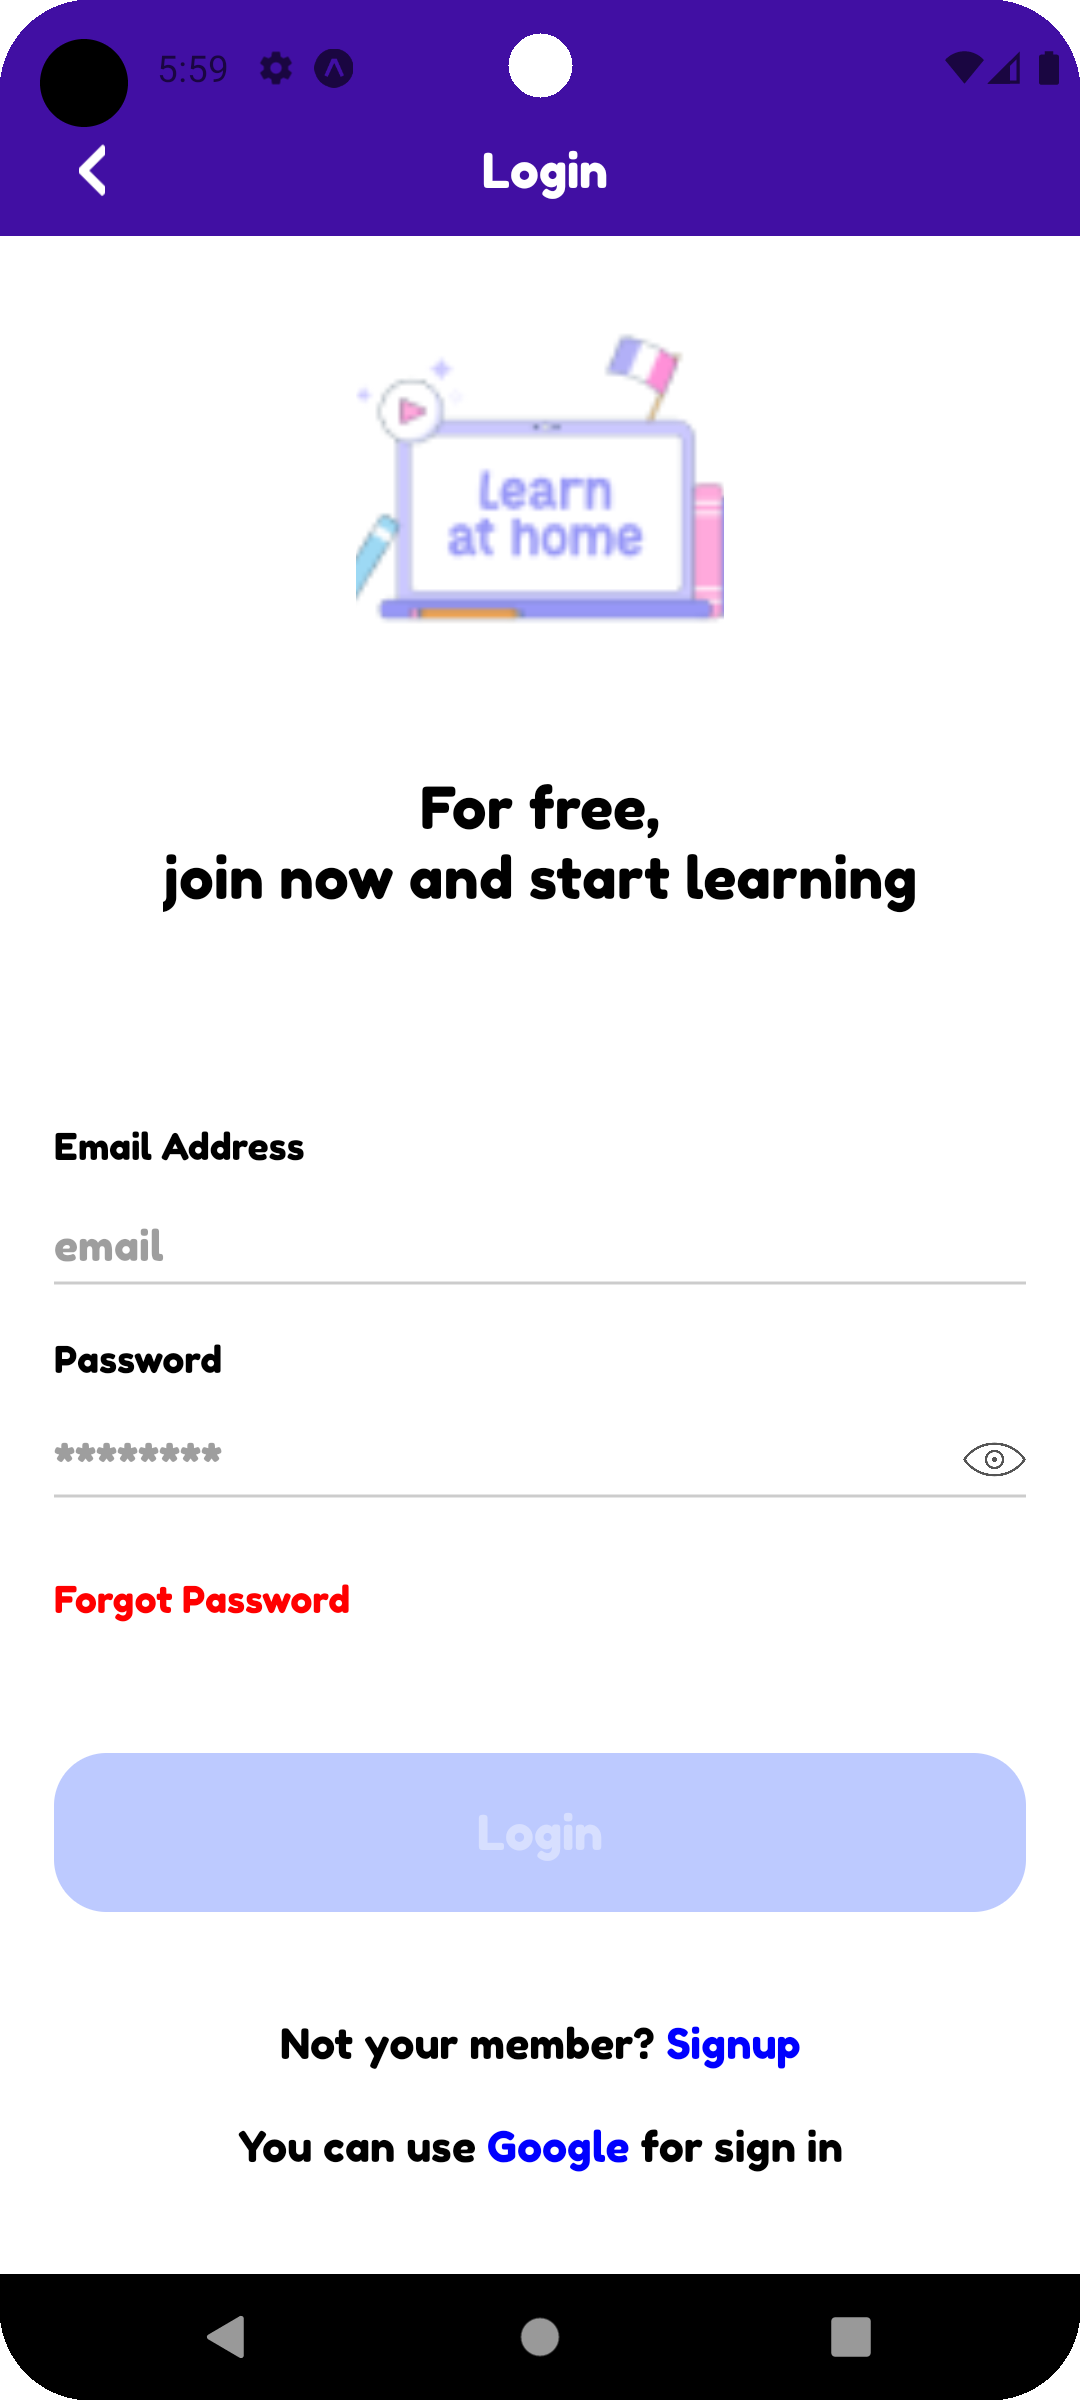 5:59
Login
Learn
at home
For free,
join now and start learning
Email Address
email
Password
********
Forgot Password
Login
Not your member? Signup
You can use Google for sign in